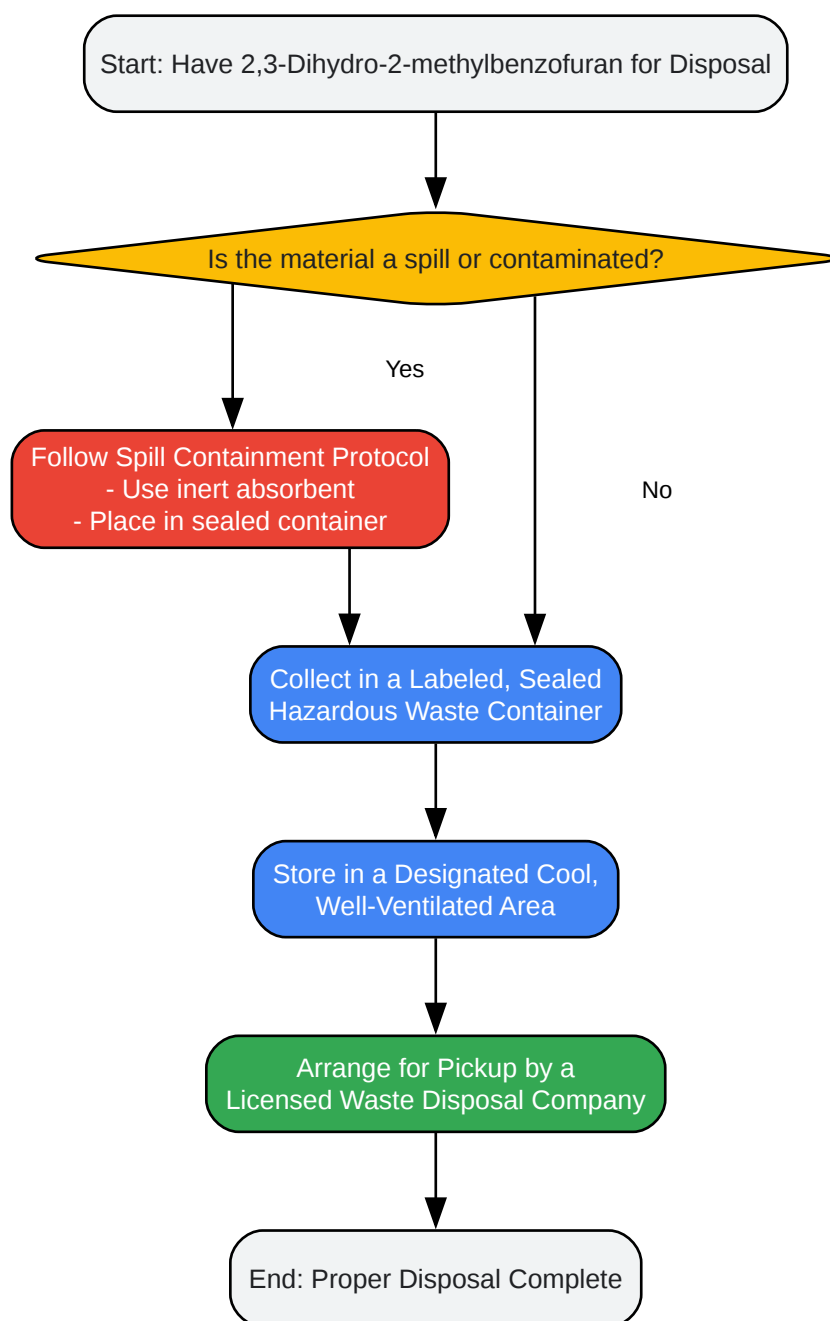 Start: Have 2,3-Dihydro-2-methylbenzofuran for Disposal
Is the material a spill or contaminated?
Yes
Follow Spill Containment Protocol
- Use inert absorbent
- Place in sealed container
No
Collect in a Labeled, Sealed
Hazardous Waste Container
Store in a Designated Cool,
Well-Ventilated Area
Arrange for Pickup by a
Licensed Waste Disposal Company
End: Proper Disposal Complete